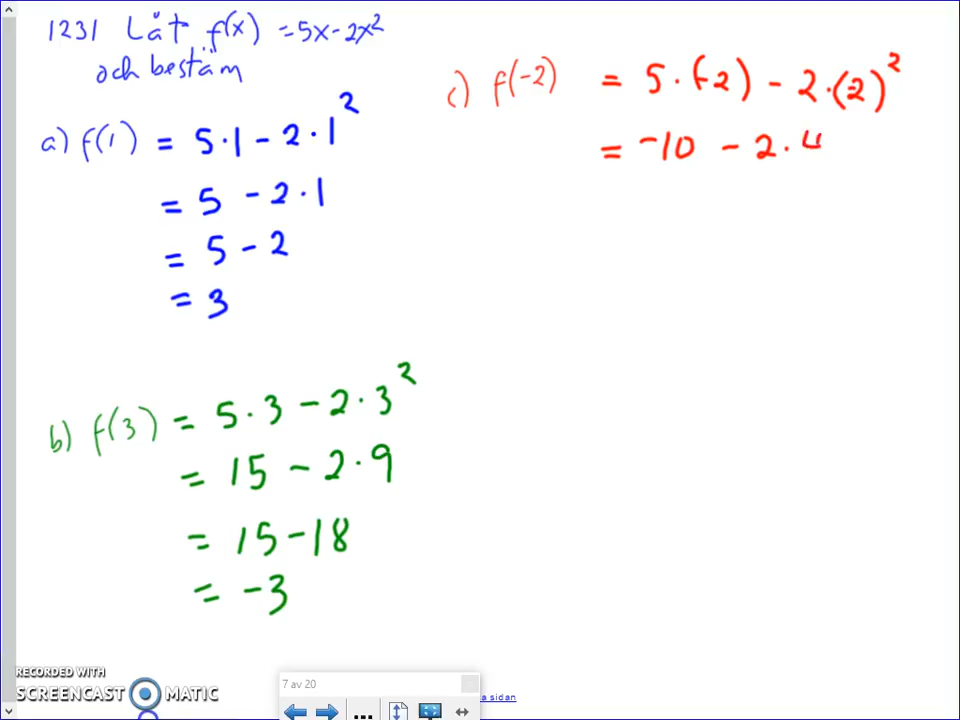 1231 Låt f(x) = 5x - 2x²
och bestäm
a) f(1) = 5·1 - 2·1²
= 5 - 2·1
= 5 - 2
= 3
b) f(3) = 5·3 - 2·3²
= 15 - 2·9
= 15 - 18
= -3
c) f(-2) = 5·(-2) - 2·(2)²
= -10 - 2·4
RECORDED WITH
SCREENCAST MATIC
7 av 20
a sidan